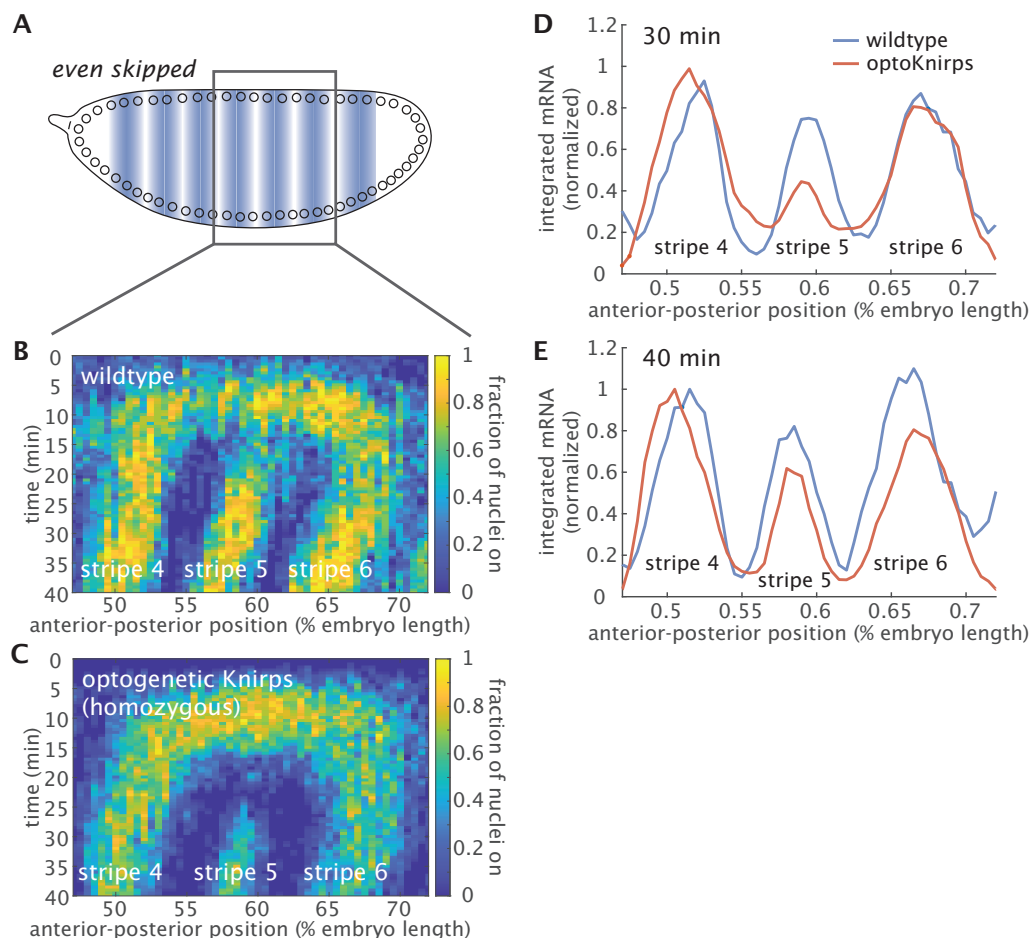 A
even skipped
B
wildtype
0
5
10
15
20
25
30
35
40
time (min)
stripe 4 stripe 5 stripe 6
50 55 60 65 70
anterior-posterior position (% embryo length)
1
0.8
0.6
0.4
0.2
0
fraction of nuclei on
C
optogenetic Knirps
(homozygous)
0
5
10
15
20
25
30
35
40
time (min)
stripe 4 stripe 5 stripe 6
50 55 60 65 70
anterior-posterior position (% embryo length)
1
0.8
0.6
0.4
0.2
0
fraction of nuclei on
D
30 min
wildtype
optoKnirps
1.2
1
0.8
0.6
0.4
0.2
0
integrated mRNA
(normalized)
stripe 4 stripe 5 stripe 6
0.5 0.55 0.6 0.65 0.7
anterior-posterior position (% embryo length)
E
40 min
1.2
1
0.8
0.6
0.4
0.2
0
integrated mRNA
(normalized)
stripe 4 stripe 5 stripe 6
0.5 0.55 0.6 0.65 0.7
anterior-posterior position (% embryo length)